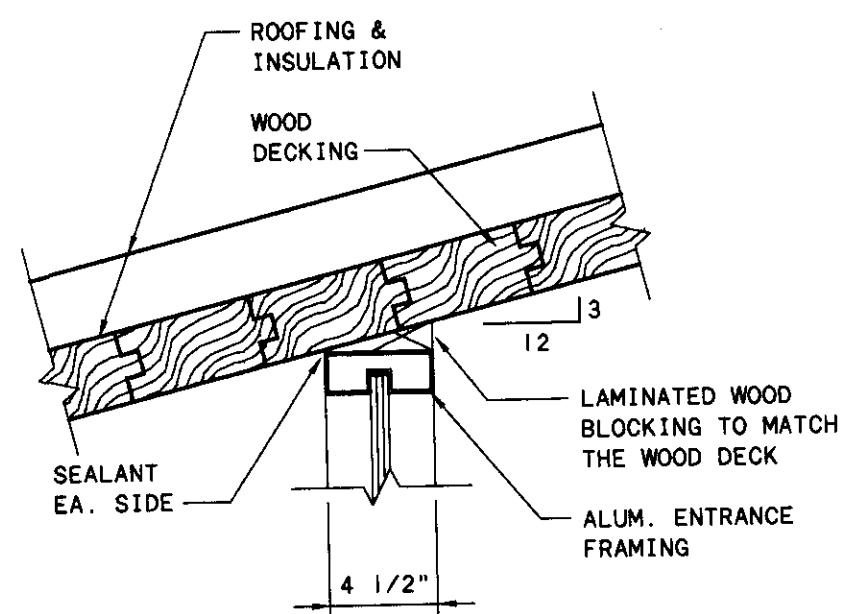 ROOFING &
INSULATION
WOOD
DECKING
3
12
LAMINATED WOOD
BLOCKING TO MATCH
THE WOOD DECK
SEALANT
EA. SIDE
ALUM. ENTRANCE
FRAMING
4 1/2"